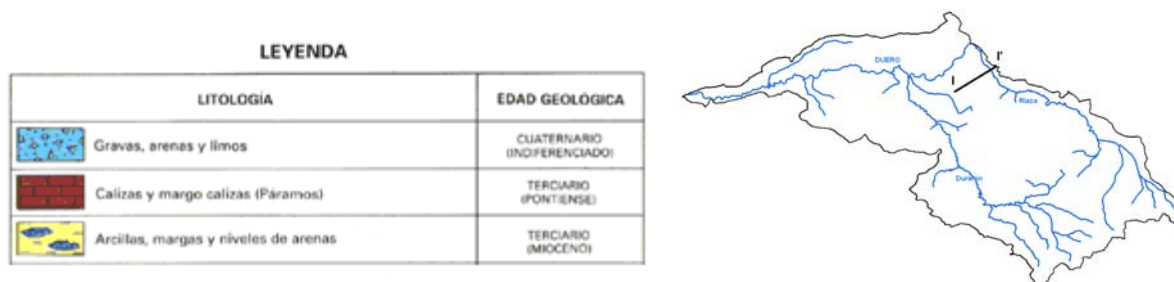 LEYENDA
LITOLOGÍA
EDAD GEOLÓGICA
Gravas, arenas y limos
CUATERNARIO
(INDIFERENCIADO)
Calizas y margo calizas (Páramos)
TERCIARIO
(PONTIENSE)
Arcillas, margas y niveles de arenas
TERCIARIO
(MIOCENO)
DUERO
I
I'
Riaza
Duratón